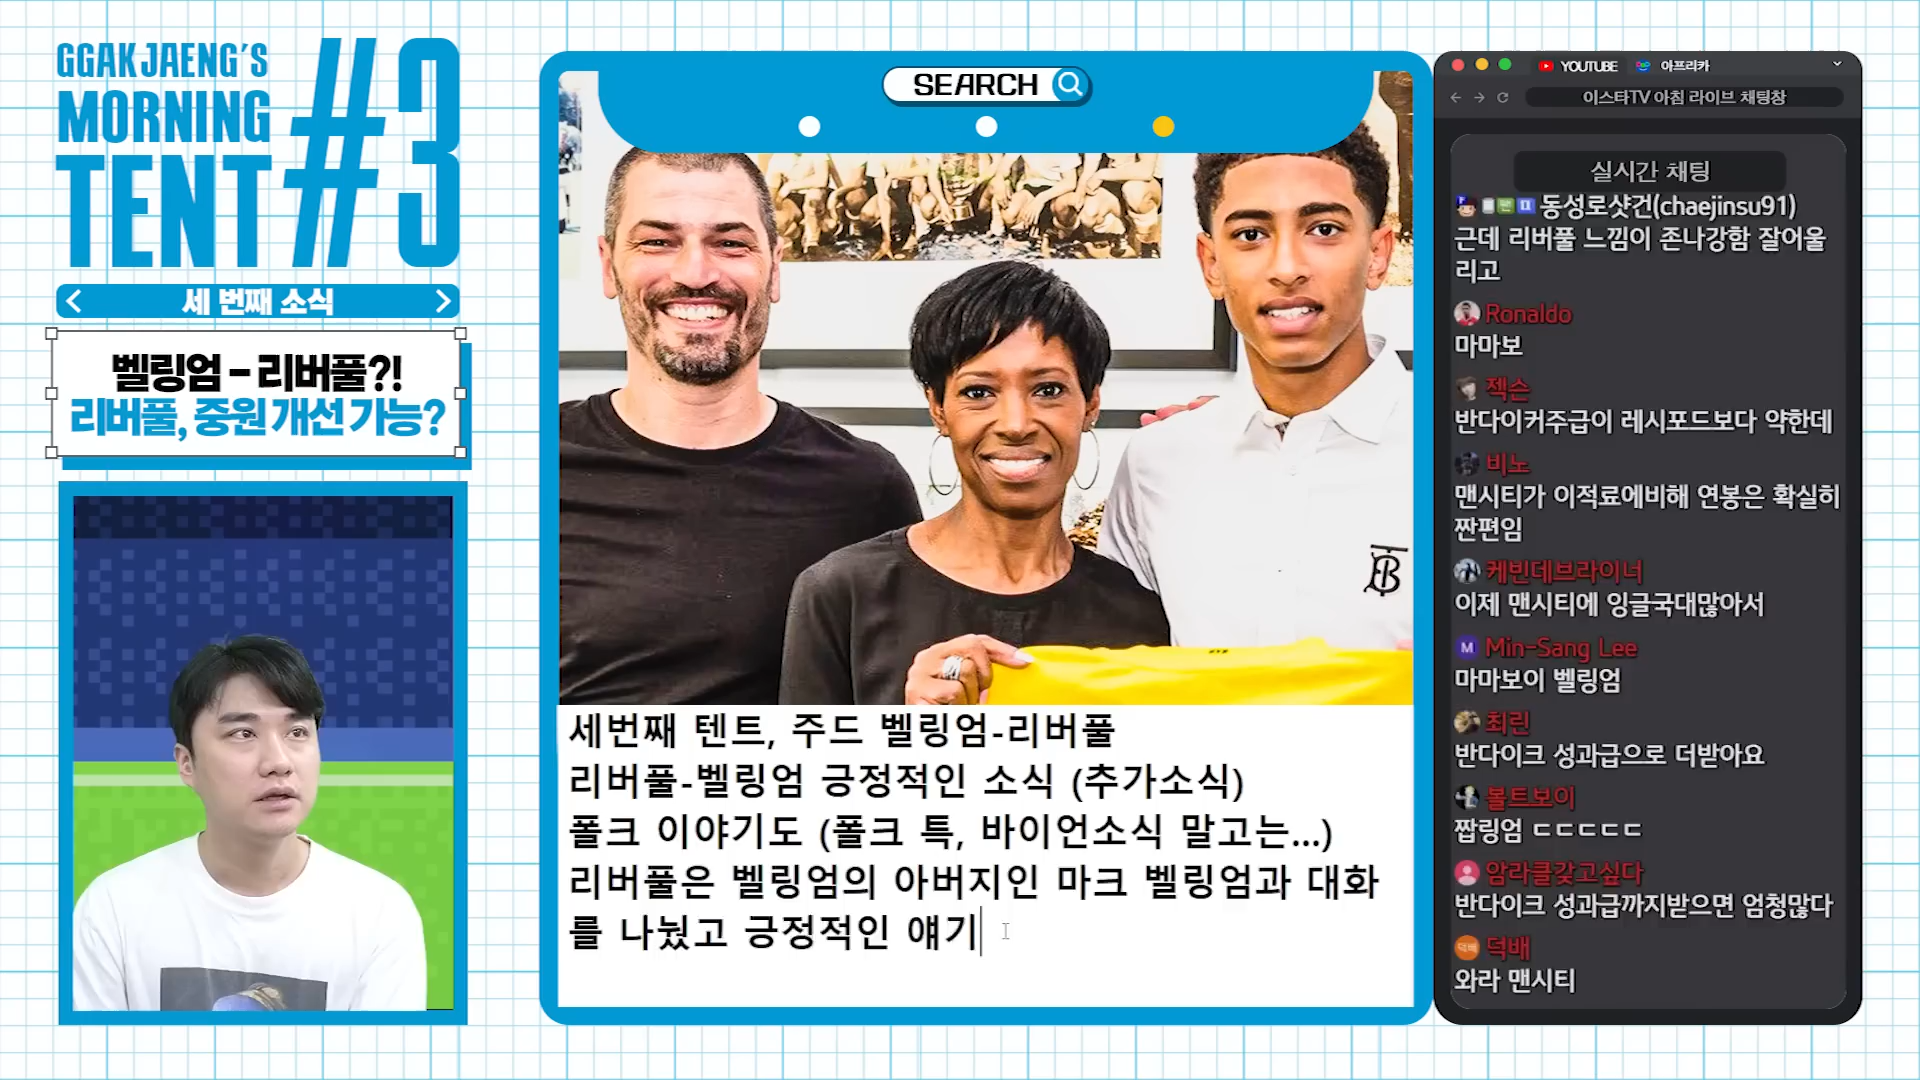 GGAKJAENG'S
MORNING
TENT
#3
세 번째 소식
벨링엄 - 리버풀?!
리버풀, 중원 개선 가능?
SEARCH
세번째 텐트, 주드 벨링엄-리버풀
리버풀-벨링엄 긍정적인 소식 (추가소식)
폴크 이야기도 (폴크 특, 바이언소식 말고는...)
리버풀은 벨링엄의 아버지인 마크 벨링엄과 대화
를 나눴고 긍정적인 얘기
YOUTUBE 아프리카
이스타TV 아침 라이브 채팅창
실시간 채팅
동성로샷건(chaejinsu91)
근데 리버풀 느낌이 존나강함 잘어울
리고
Ronaldo
마마보
젝슨
반다이커주급이 레시포드보다 약한데
비노
맨시티가 이적료에비해 연봉은 확실히
짠편임
케빈데브라이너
이제 맨시티에 잉글국대많아서
M Min-Sang Lee
마마보이 벨링엄
최린
반다이크 성과급으로 더받아요
볼트보이
짭링엄 ㄷㄷㄷㄷㄷ
암라클갖고싶다
반다이크 성과급까지받으면 엄청많다
덕배 덕배
와라 맨시티